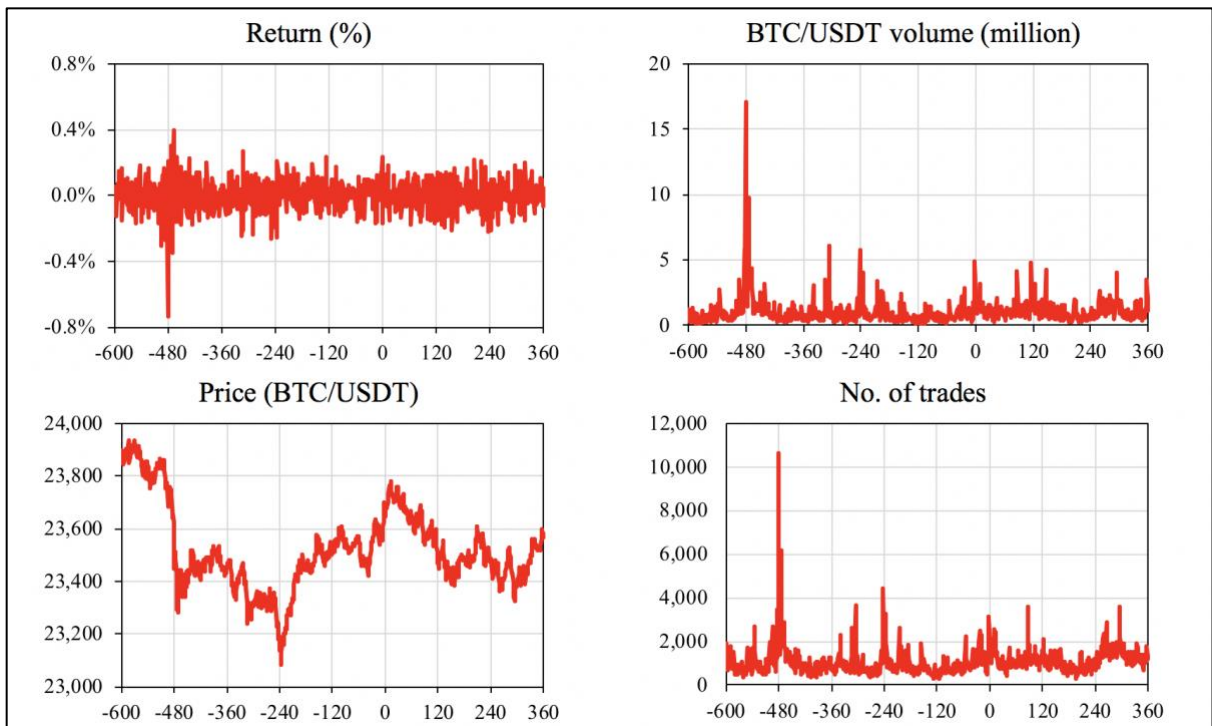 Return (%)
0.8%
0.4%
0.0%
-0.4%
-0.8%
-600 -480 -360 -240 -120 0 120 240 360
BTC/USDT volume (million)
20
15
10
5
0
-600 -480 -360 -240 -120 0 120 240 360
Price (BTC/USDT)
24,000
23,800
23,600
23,400
23,200
23,000
-600 -480 -360 -240 -120 0 120 240 360
No. of trades
12,000
10,000
8,000
6,000
4,000
2,000
0
-600 -480 -360 -240 -120 0 120 240 360